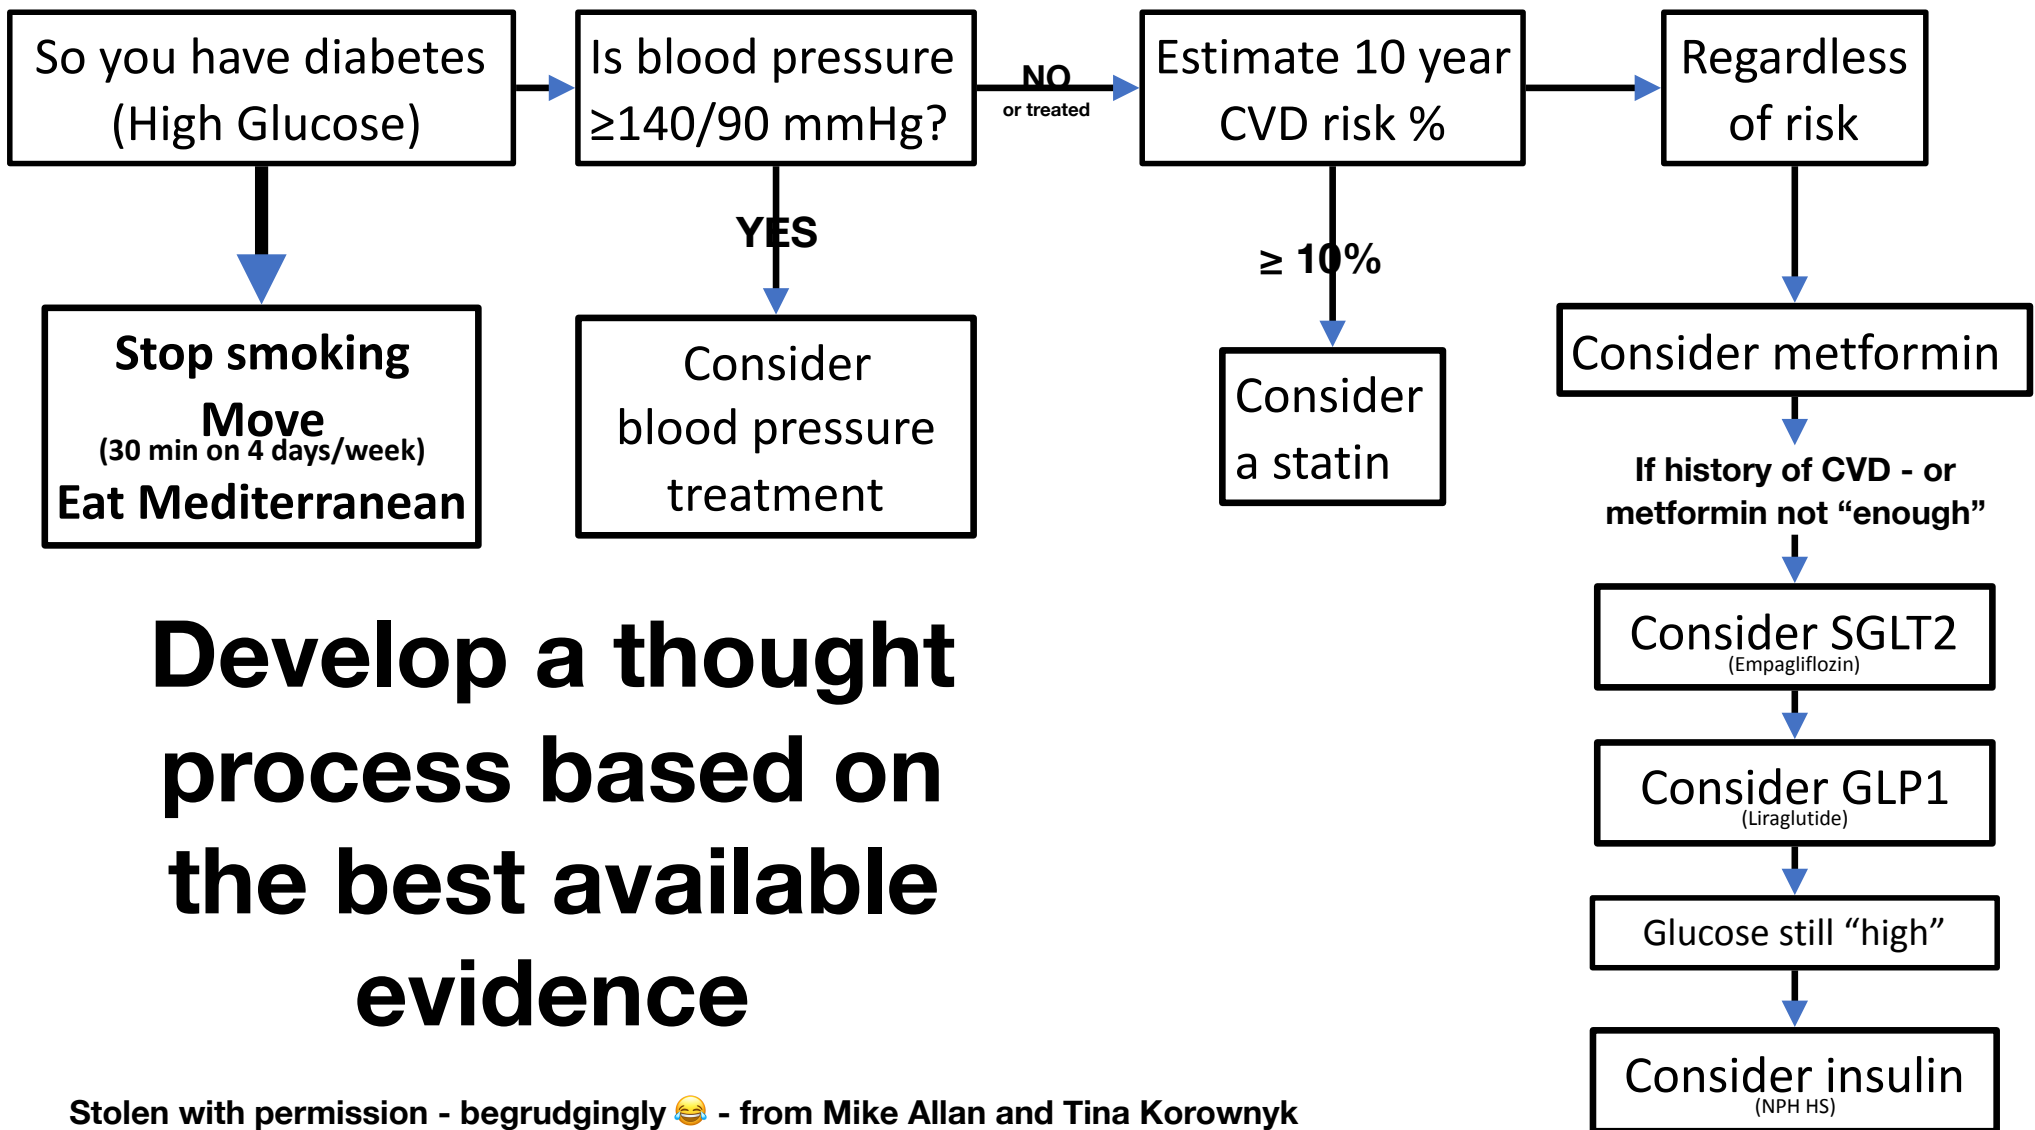 So you have diabetes
(High Glucose)
Is blood pressure
≥140/90 mmHg?
NO
or treated
Estimate 10 year
CVD risk %
Regardless
of risk
YES
≥ 10%
Stop smoking
Move
(30 min on 4 days/week)
Eat Mediterranean
Consider
blood pressure
treatment
Consider
a statin
Consider metformin
If history of CVD - or
metformin not “enough”
Consider SGLT2
(Empagliflozin)
Consider GLP1
(Liraglutide)
Glucose still “high”
Consider insulin
(NPH HS)
Develop a thought
process based on
the best available
evidence
Stolen with permission - begrudgingly 😂 - from Mike Allan and Tina Korownyk